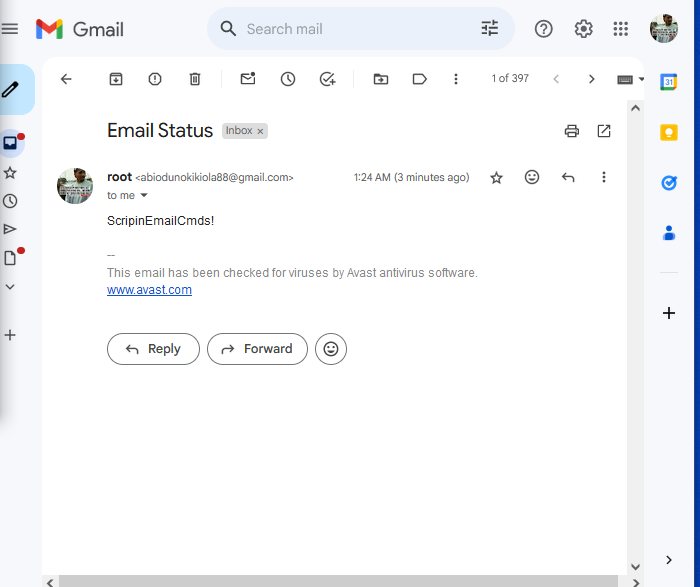 Gmail
Search mail
1 of 397
31
Email Status
Inbox ×
root <abiodunokikiola88@gmail.com>
1:24 AM (3 minutes ago)
to me
ScripinEmailCmds!
--
This email has been checked for viruses by Avast antivirus software.
www.avast.com
Reply
Forward